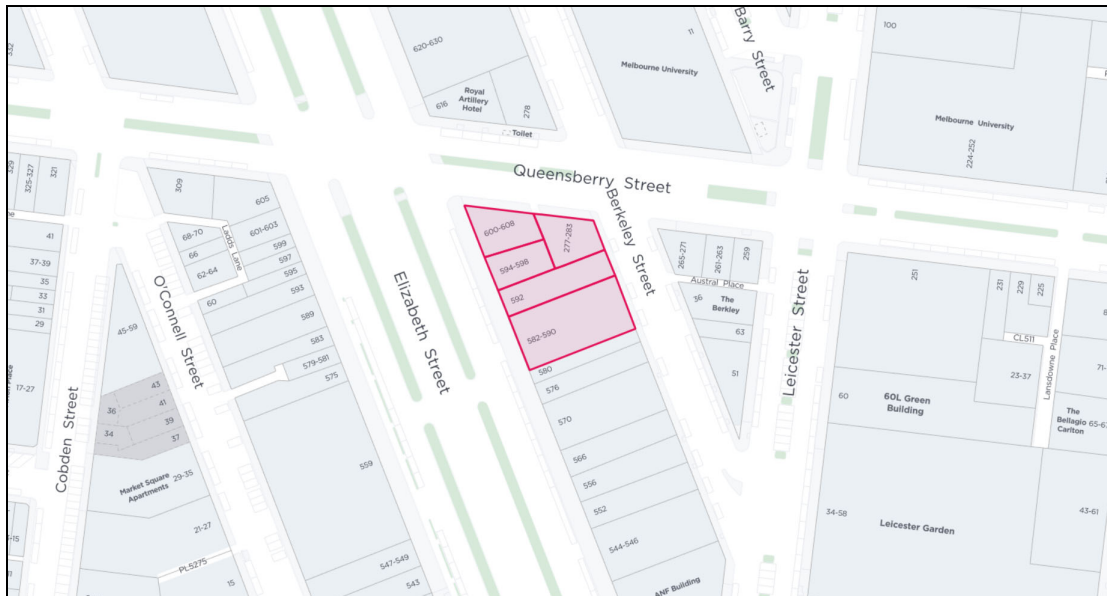 332
620-630
11
Barry Street
100
Melbourne University
Royal
Artillery
Hotel
616
278
Toilet
Melbourne University
224-252
Queensberry Street
329
325-327
321
309
605
600-608
277-283
Berkeley Street
68-70
Ladds Lane
601-603
41
66
599
594-598
265-271
261-263
259
37-39
62-64
597
595
251
231
229
225
35
O'Connell Street
60
593
Elizabeth Street
592
Austral Place
36
The
Berkley
Leicester Street
33
31
29
45-59
589
582-590
63
CL511
Lansdowne Place
583
579-581
575
580
51
23-37
71-
17-27
Cobden Street
43
41
36
39
34
37
576
570
60
60L Green
Building
The
Bellagio
Carlton
65-6
Market Square
Apartments
29-35
559
566
556
552
21-27
34-58
Leicester Garden
43-61
544-546
PL5275
15
547-549
543
ANF Building